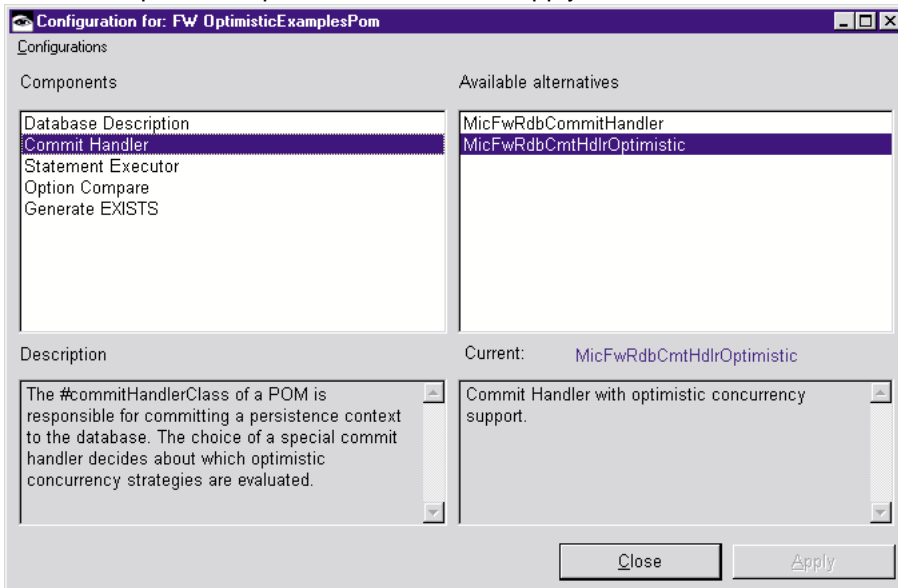 Configuration for: FW OptimisticExamplesPom
Configurations
Components
Available alternatives
Database Description
Commit Handler
Statement Executor
Option Compare
Generate EXISTS
MicFwRdbCommitHandler
MicFwRdbCmtHdlrOptimistic
Description
Current: MicFwRdbCmtHdlrOptimistic
The #commitHandlerClass of a POM is
responsible for committing a persistence context
to the database. The choice of a special commit
handler decides about which optimistic
concurrency strategies are evaluated.
Commit Handler with optimistic concurrency
support.
Close
Apply